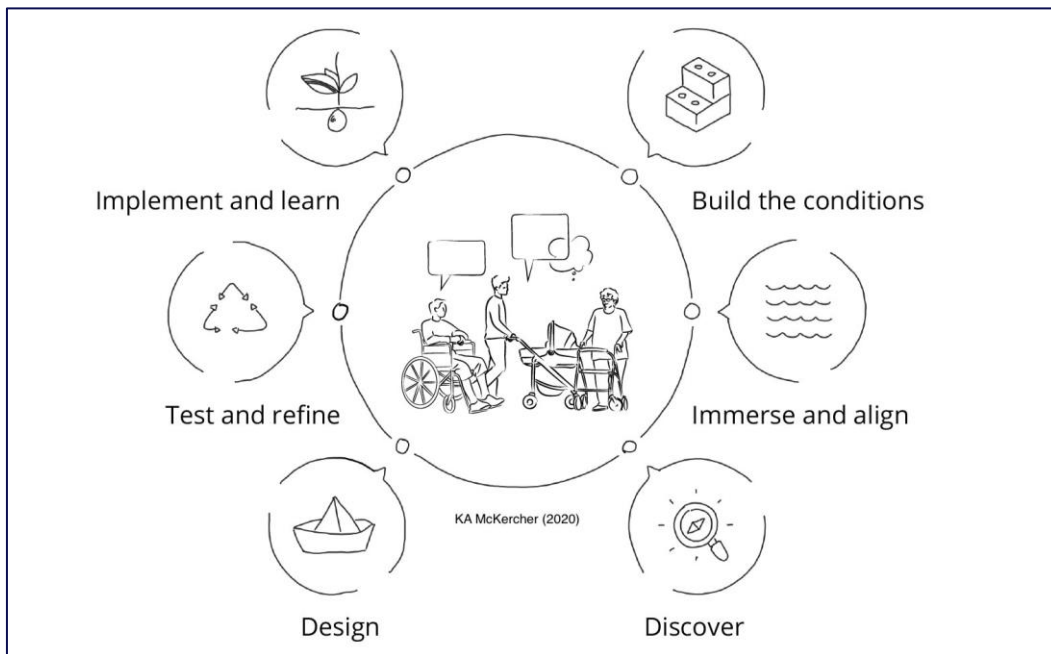 Implement and learn
Build the conditions
Test and refine
Immerse and align
KA McKercher (2020)
Design
Discover